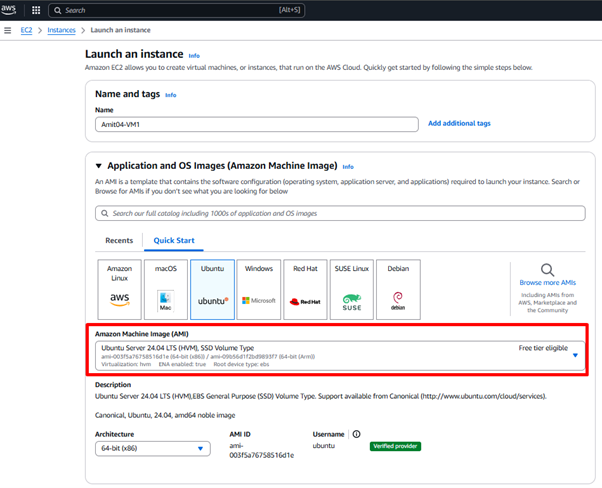 aws
Search
[Alt+S]
EC2 > Instances > Launch an instance
Launch an instance Info
Amazon EC2 allows you to create virtual machines, or instances, that run on the AWS Cloud. Quickly get started by following the simple steps below.
Name and tags Info
Name
Amit04-VM1
Add additional tags
Application and OS Images (Amazon Machine Image) Info
An AMI is a template that contains the software configuration (operating system, application server, and applications) required to launch your instance. Search or
Browse for AMIs if you don't see what you are looking for below
Search our full catalog including 1000s of application and OS images
Recents
Quick Start
Amazon
Linux
aws
macOS
Mac
Ubuntu
ubuntu
Windows
Microsoft
Red Hat
Red Hat
SUSE Linux
SUSE
Debian
debian
Browse more AMIs
Including AMIs from
AWS, Marketplace and
the Community
Amazon Machine Image (AMI)
Ubuntu Server 24.04 LTS (HVM), SSD Volume Type
Free tier eligible
ami-003f5a76758516d1e (64-bit (x86)) / ami-09b56d1f2bd9893f7 (64-bit (Arm))
Virtualization: hvm ENA enabled: true Root device type: ebs
Description
Ubuntu Server 24.04 LTS (HVM),EBS General Purpose (SSD) Volume Type. Support available from Canonical (http://www.ubuntu.com/cloud/services).
Canonical, Ubuntu, 24.04, amd64 noble image
Architecture
64-bit (x86)
AMI ID
ami-
003f5a76758516d1e
Username
ubuntu
Verified provider